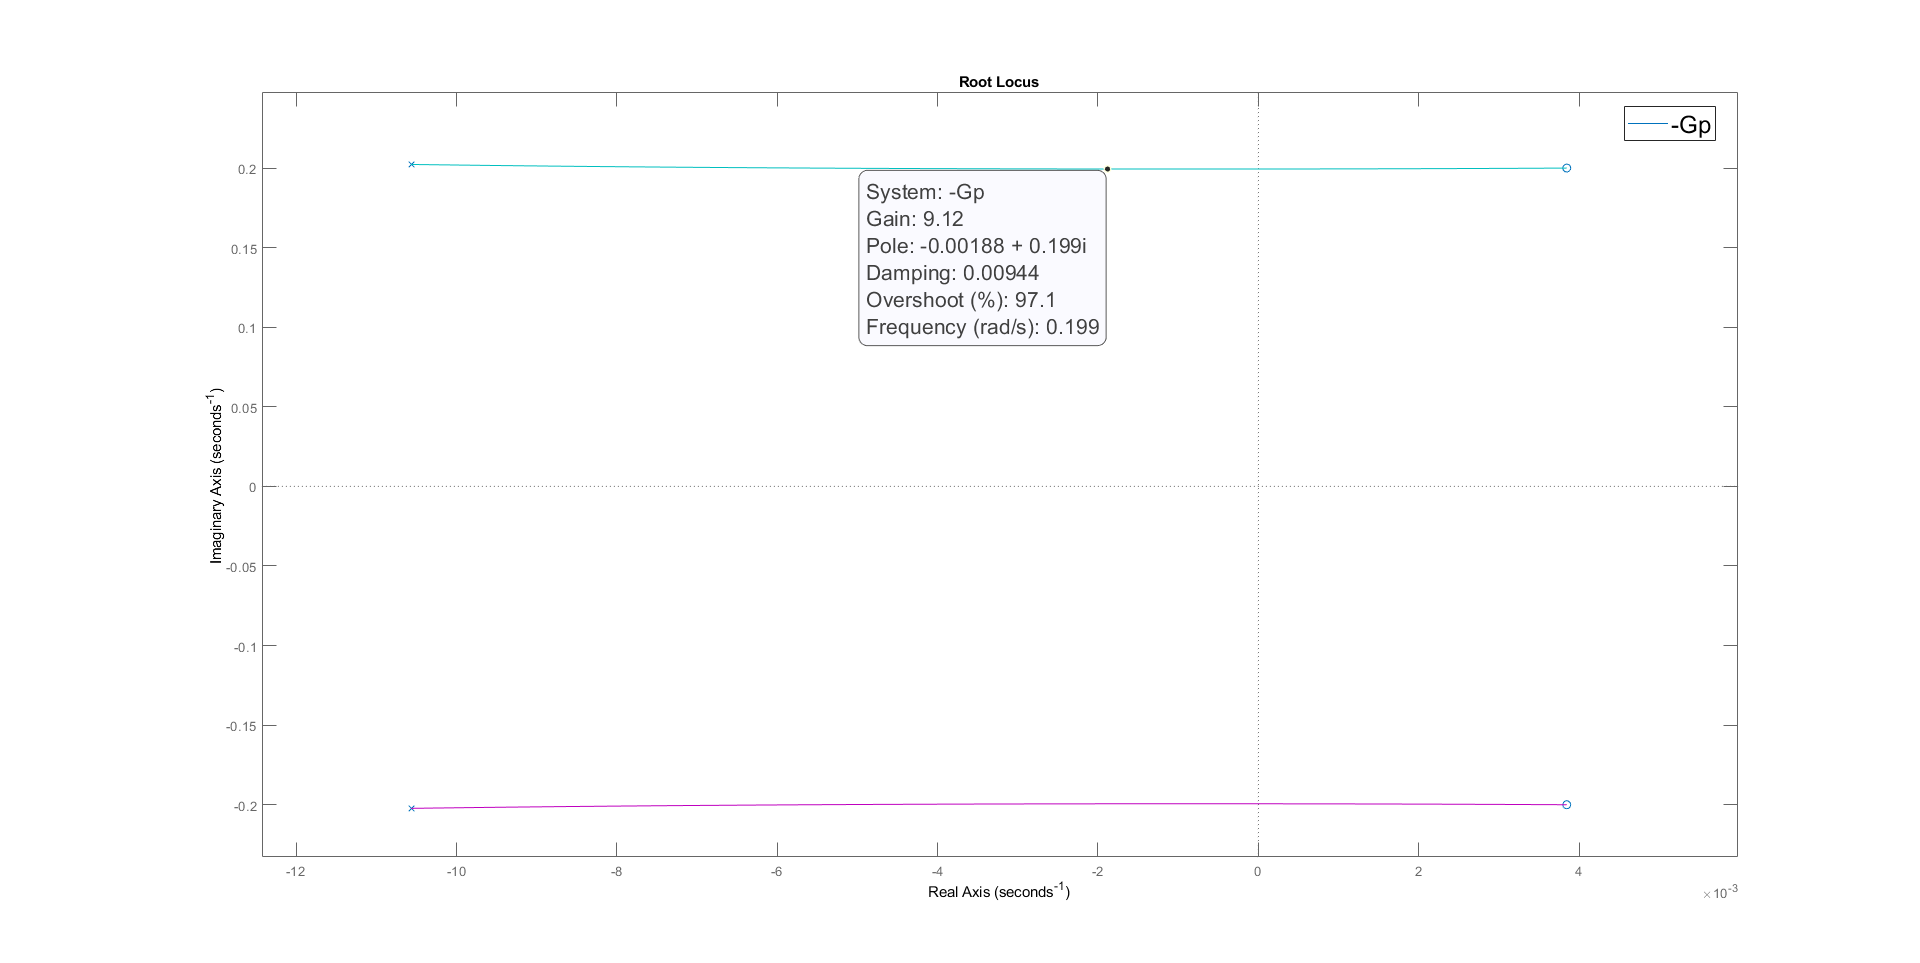 Root Locus
-Gp
0.2
0.15
0.1
0.05
0
-0.05
-0.1
-0.15
-0.2
Imaginary Axis (seconds⁻¹)
System: -Gp
Gain: 9.12
Pole: -0.00188 + 0.199i
Damping: 0.00944
Overshoot (%): 97.1
Frequency (rad/s): 0.199
-12 -10 -8 -6 -4 -2 0 2 4
Real Axis (seconds⁻¹)
×10⁻³